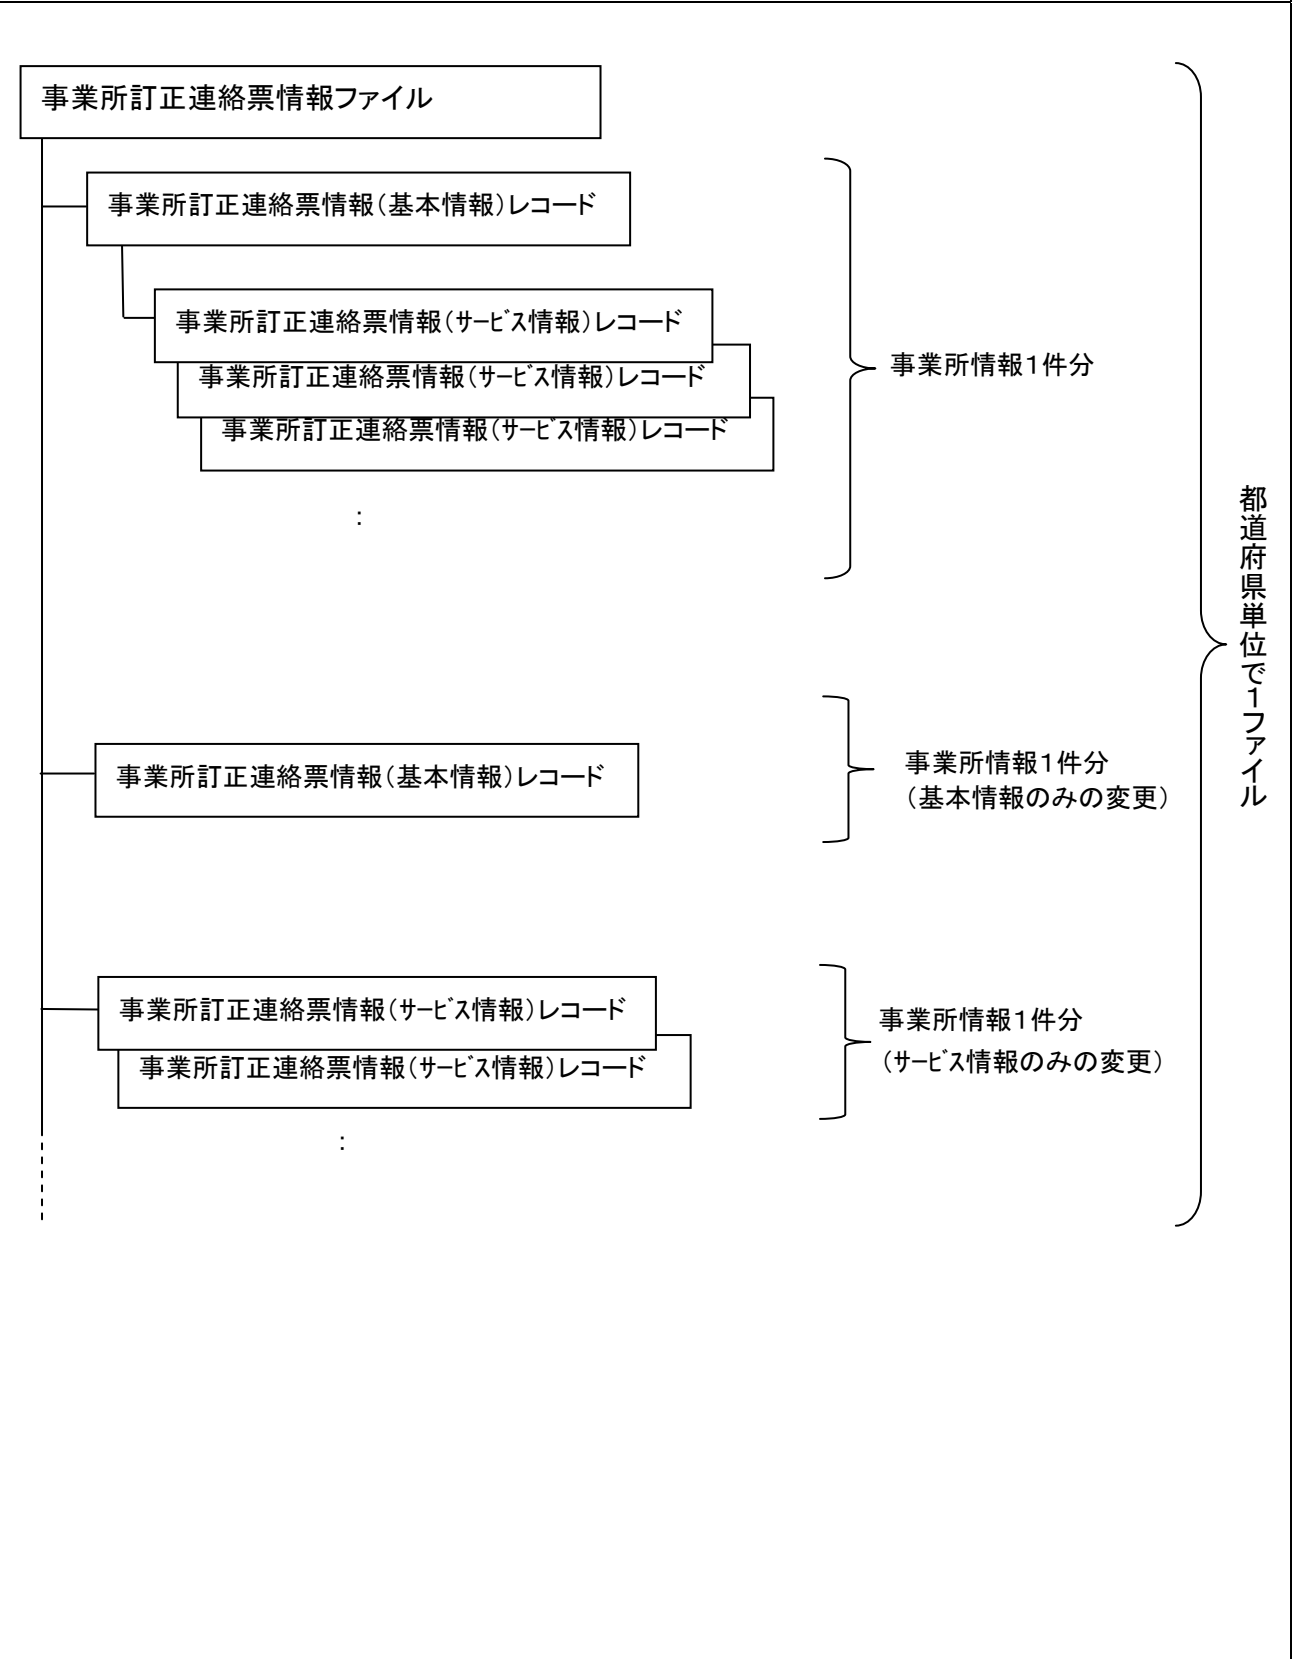 事業所訂正連絡票情報ファイル
事業所訂正連絡票情報（基本情報）レコード
事業所訂正連絡票情報（ｻｰﾋﾞｽ情報）レコード
事業所訂正連絡票情報（ｻｰﾋﾞｽ情報）レコード
事業所訂正連絡票情報（ｻｰﾋﾞｽ情報）レコード
：
事業所情報１件分
事業所訂正連絡票情報（基本情報）レコード
事業所情報１件分
（基本情報のみの変更）
事業所訂正連絡票情報（ｻｰﾋﾞｽ情報）レコード
事業所訂正連絡票情報（ｻｰﾋﾞｽ情報）レコード
：
事業所情報１件分
（ｻｰﾋﾞｽ情報のみの変更）
都道府県単位で１ファイル